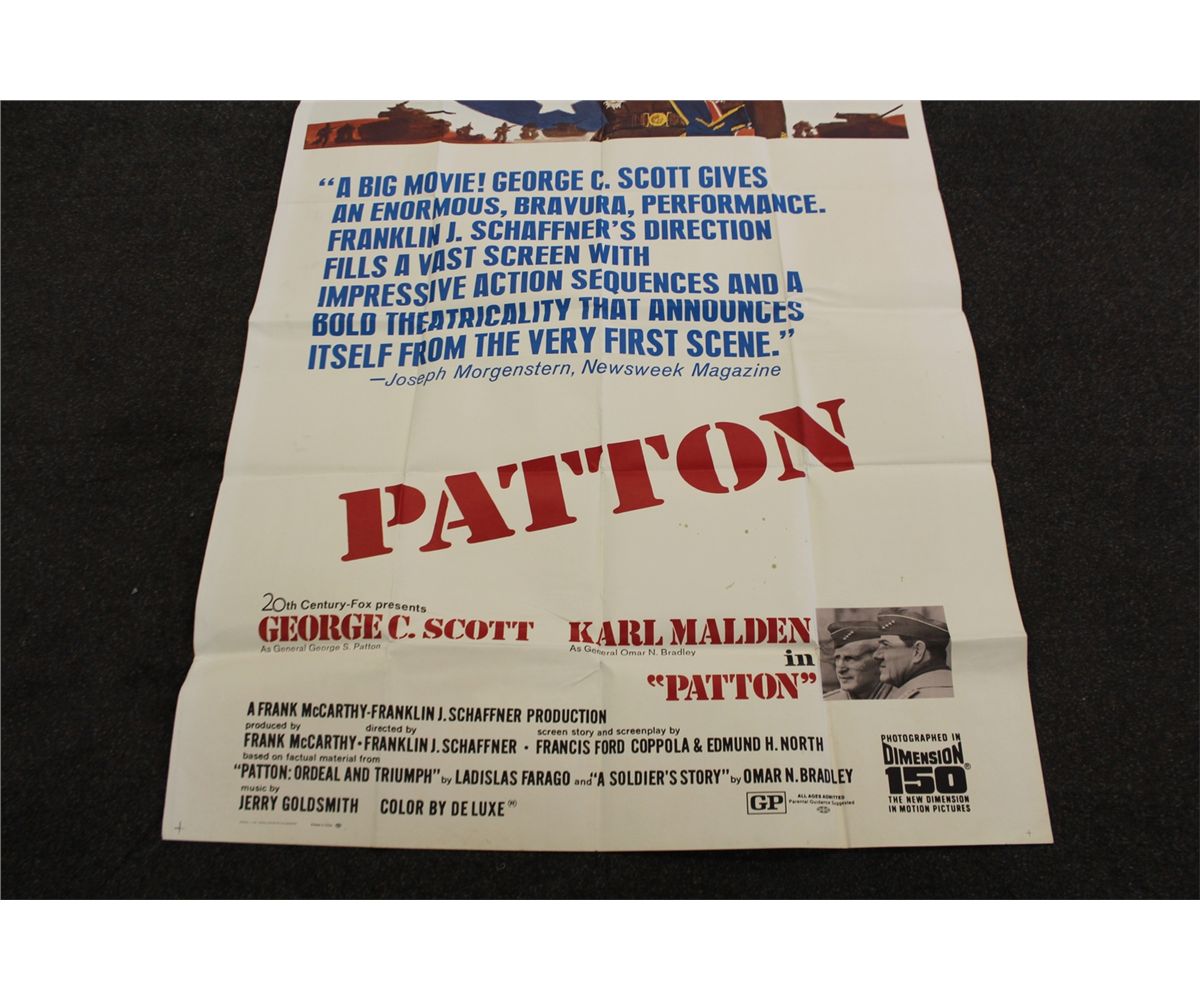 “A BIG MOVIE! GEORGE C. SCOTT GIVES
AN ENORMOUS, BRAVURA, PERFORMANCE.
FRANKLIN J. SCHAFFNER’S DIRECTION
FILLS A VAST SCREEN WITH
IMPRESSIVE ACTION SEQUENCES AND A
BOLD THEATRICALITY THAT ANNOUNCES
ITSELF FROM THE VERY FIRST SCENE.”
—Joseph Morgenstern, Newsweek Magazine
PATTON
20th Century-Fox presents
GEORGE C. SCOTT
As General George S. Patton
KARL MALDEN
As General Omar N. Bradley
in
“PATTON”
A FRANK McCARTHY-FRANKLIN J. SCHAFFNER PRODUCTION
produced by directed by screen story and screenplay by
FRANK McCARTHY • FRANKLIN J. SCHAFFNER • FRANCIS FORD COPPOLA & EDMUND H. NORTH
based on factual material from
“PATTON: ORDEAL AND TRIUMPH” by LADISLAS FARAGO and “A SOLDIER’S STORY” by OMAR N. BRADLEY
music by
JERRY GOLDSMITH COLOR BY DE LUXE®
GP ALL AGES ADMITTED
Parental Guidance Suggested
PHOTOGRAPHED IN
DIMENSION
150®
THE NEW DIMENSION
IN MOTION PICTURES